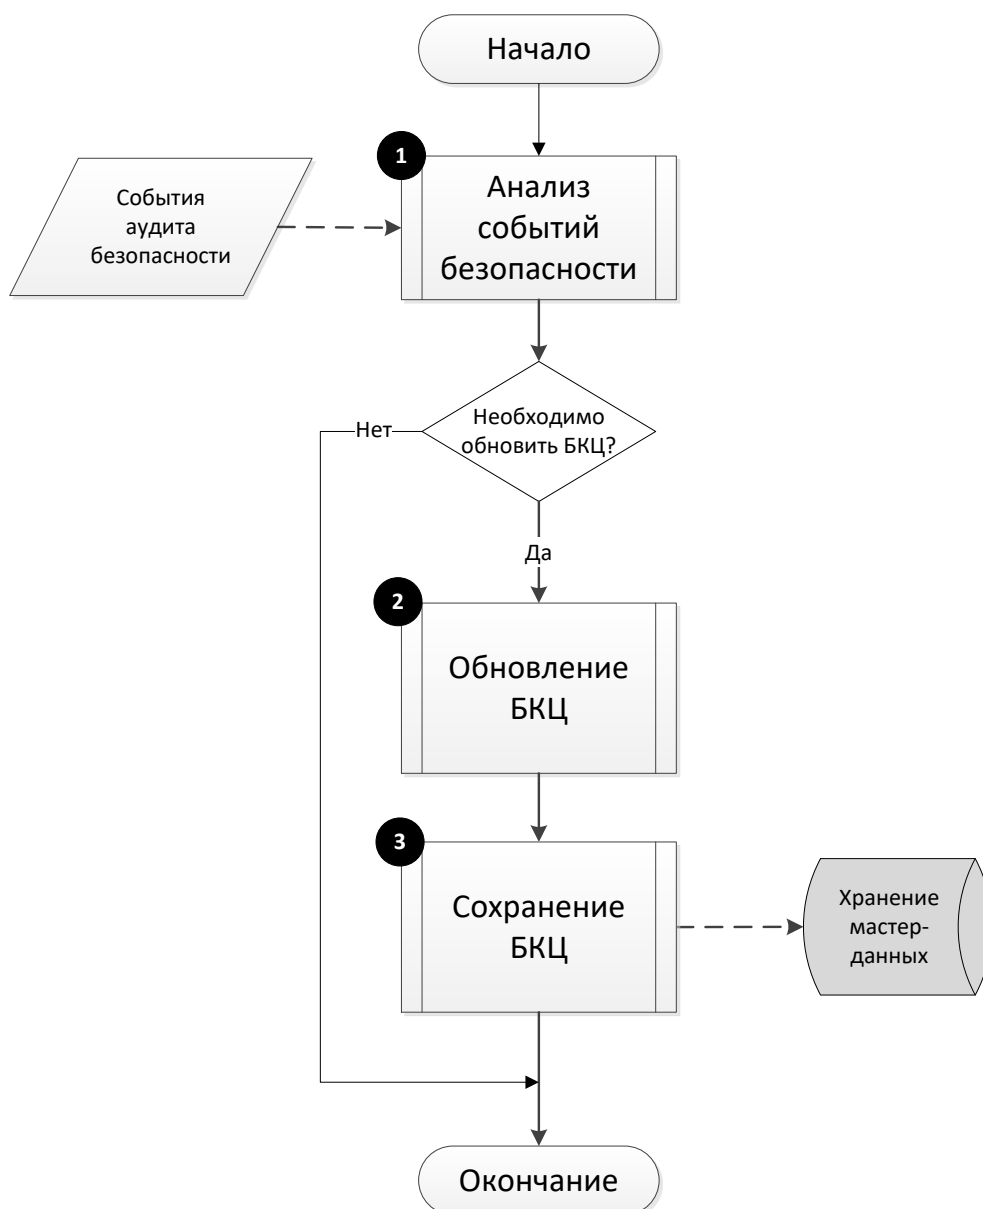 Начало
1
Анализ
событий
безопасности
События
аудита
безопасности
Необходимо
обновить БКЦ?
Нет
Да
2
Обновление
БКЦ
3
Сохранение
БКЦ
Хранение
мастер-
данных
Окончание